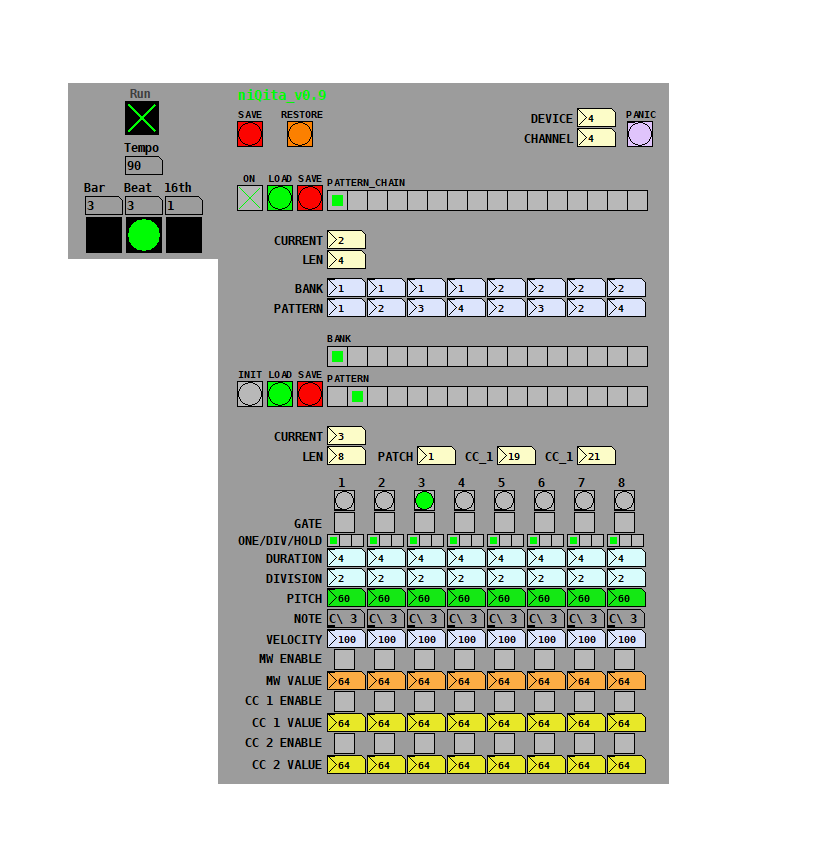 Run
niQita_v0.9
SAVE RESTORE
DEVICE 4 PANIC
CHANNEL 4
Tempo
90
Bar Beat 16th
3 3 1
ON LOAD SAVE PATTERN_CHAIN
CURRENT 2
LEN 4
BANK 1 1 1 1 2 2 2 2
PATTERN 1 2 3 4 2 3 2 4
BANK
INIT LOAD SAVE PATTERN
CURRENT 3
LEN 8 PATCH 1 CC_1 19 CC_1 21
1 2 3 4 5 6 7 8
GATE
ONE/DIV/HOLD
DURATION 4 4 4 4 4 4 4 4
DIVISION 2 2 2 2 2 2 2 2
PITCH 60 60 60 60 60 60 60 60
NOTE C\ 3 C\ 3 C\ 3 C\ 3 C\ 3 C\ 3 C\ 3 C\ 3
VELOCITY 100 100 100 100 100 100 100 100
MW ENABLE
MW VALUE 64 64 64 64 64 64 64 64
CC 1 ENABLE
CC 1 VALUE 64 64 64 64 64 64 64 64
CC 2 ENABLE
CC 2 VALUE 64 64 64 64 64 64 64 64